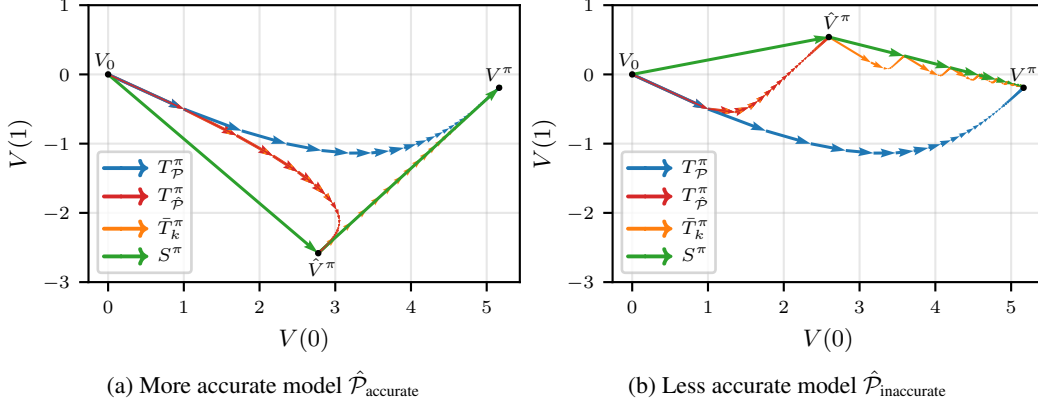 1
0
−1
−2
−3
V(1)
V₀
V^π
V̂^π
T^π_𝒫
T^π_𝒫̂
T̄^π_k
S^π
0 1 2 3 4 5
V(0)
(a) More accurate model 𝒫̂_accurate
1
0
−1
−2
−3
V(1)
V₀
V̂^π
V^π
T^π_𝒫
T^π_𝒫̂
T̄^π_k
S^π
0 1 2 3 4 5
V(0)
(b) Less accurate model 𝒫̂_inaccurate